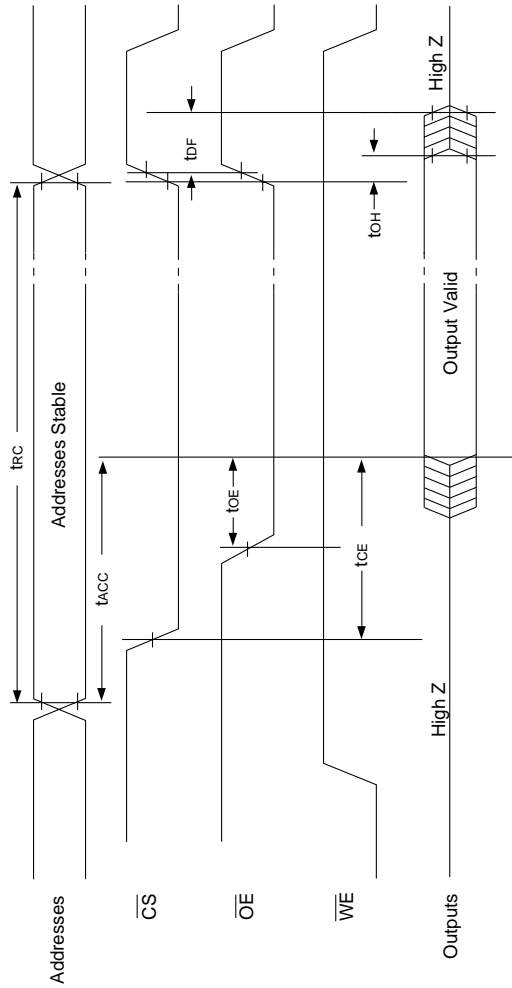 Addresses
tRC
Addresses Stable
tACC
CS
OE
tOE
tDF
WE
tCE
tOH
Outputs
High Z
Output Valid
High Z